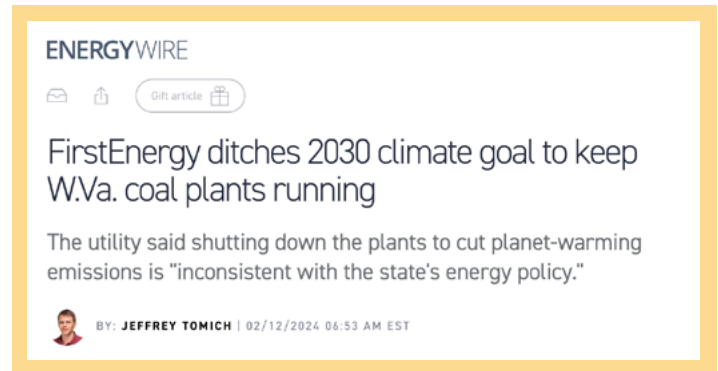 ENERGYWIRE
Gift article
FirstEnergy ditches 2030 climate goal to keep
W.Va. coal plants running
The utility said shutting down the plants to cut planet-warming
emissions is "inconsistent with the state's energy policy."
BY: JEFFREY TOMICH | 02/12/2024 06:53 AM EST